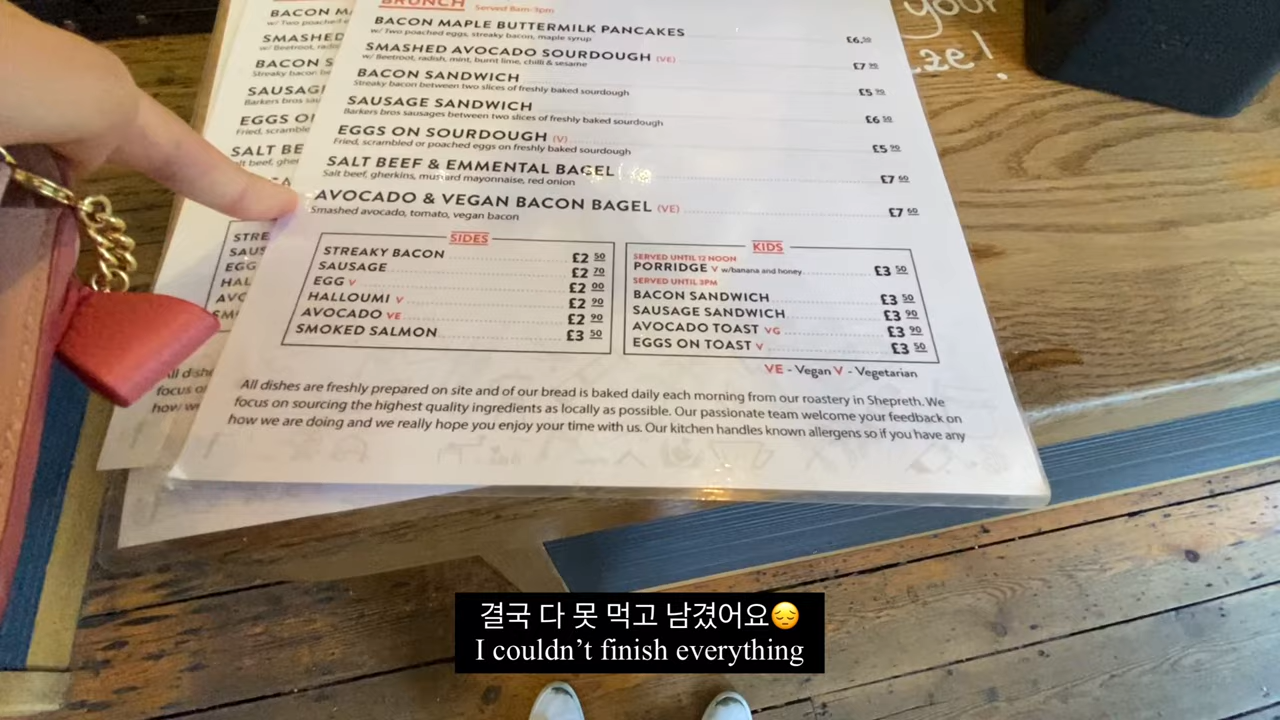 BRUNCH Served 8am-3pm
BACON MAPLE BUTTERMILK PANCAKES £6.50
w/ Two poached eggs, streaky bacon, maple syrup
SMASHED AVOCADO SOURDOUGH (VE) £7 90
w/ Beetroot, radish, mint, burnt lime, chilli & sesame
BACON SANDWICH £5 90
Streaky bacon between two slices of freshly baked sourdough
SAUSAGE SANDWICH £6 50
Barkers bros sausages between two slices of freshly baked sourdough
EGGS ON SOURDOUGH (V) £5 90
Fried, scrambled or poached eggs on freshly baked sourdough
SALT BEEF & EMMENTAL BAGEL £7 60
Salt beef, gherkins, mustard mayonnaise, red onion
AVOCADO & VEGAN BACON BAGEL (VE) £7 60
Smashed avocado, tomato, vegan bacon
SIDES
STREAKY BACON £2 50
SAUSAGE £2 70
EGG V £2 00
HALLOUMI V £2 90
AVOCADO VE £2 90
SMOKED SALMON £3 50
KIDS
SERVED UNTIL 12 NOON
PORRIDGE V w/banana and honey £3 50
SERVED UNTIL 3PM
BACON SANDWICH £3 50
SAUSAGE SANDWICH £3 90
AVOCADO TOAST VG £3 90
EGGS ON TOAST V £3 50
VE - Vegan V - Vegetarian
All dishes are freshly prepared on site and of our bread is baked daily each morning from our roastery in Shepreth. We
focus on sourcing the highest quality ingredients as locally as possible. Our passionate team welcome your feedback on
how we are doing and we really hope you enjoy your time with us. Our kitchen handles known allergens so if you have any
your
결국 다 못 먹고 남겼어요😔
I couldn't finish everything